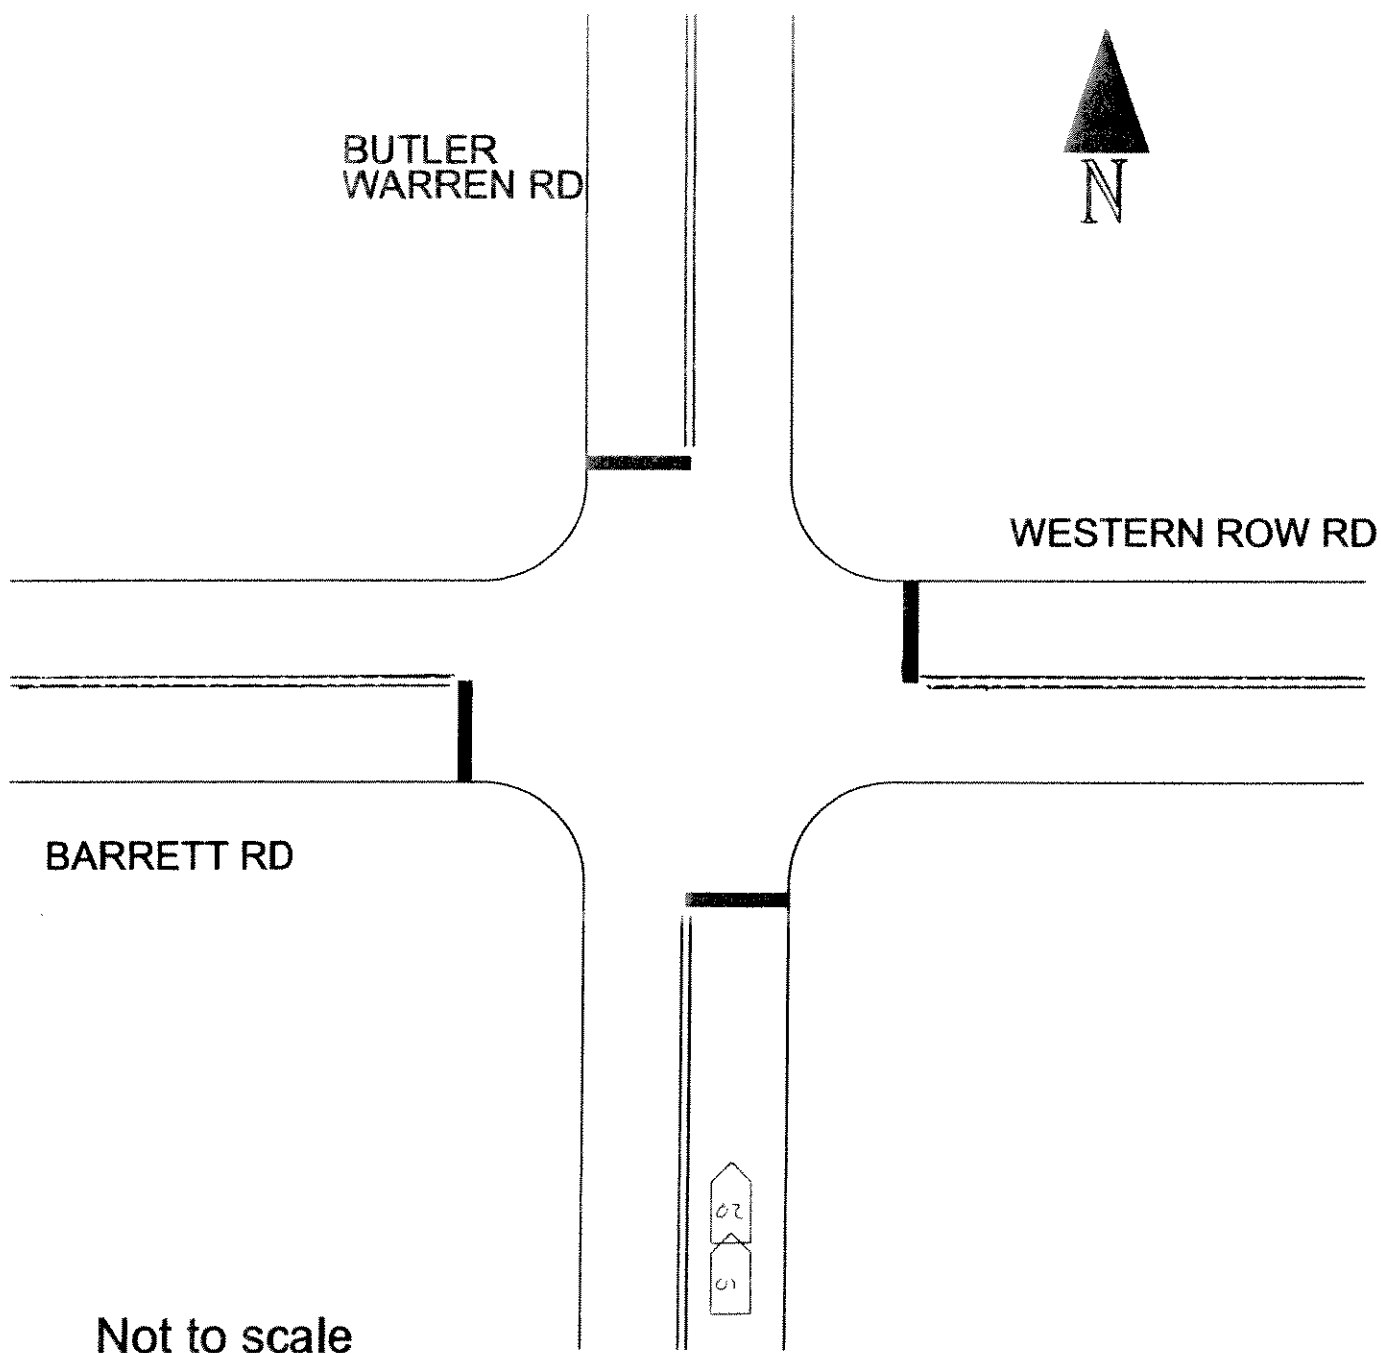 BUTLER
WARREN RD
N
WESTERN ROW RD
BARRETT RD
02
01
Not to scale